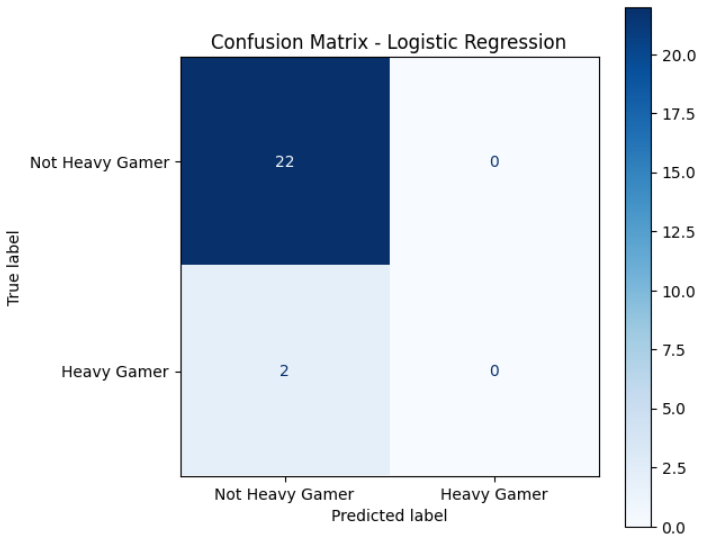 Confusion Matrix - Logistic Regression
Not Heavy Gamer
22
0
Heavy Gamer
2
0
Not Heavy Gamer
Heavy Gamer
Predicted label
True label
20.0
17.5
15.0
12.5
10.0
7.5
5.0
2.5
0.0